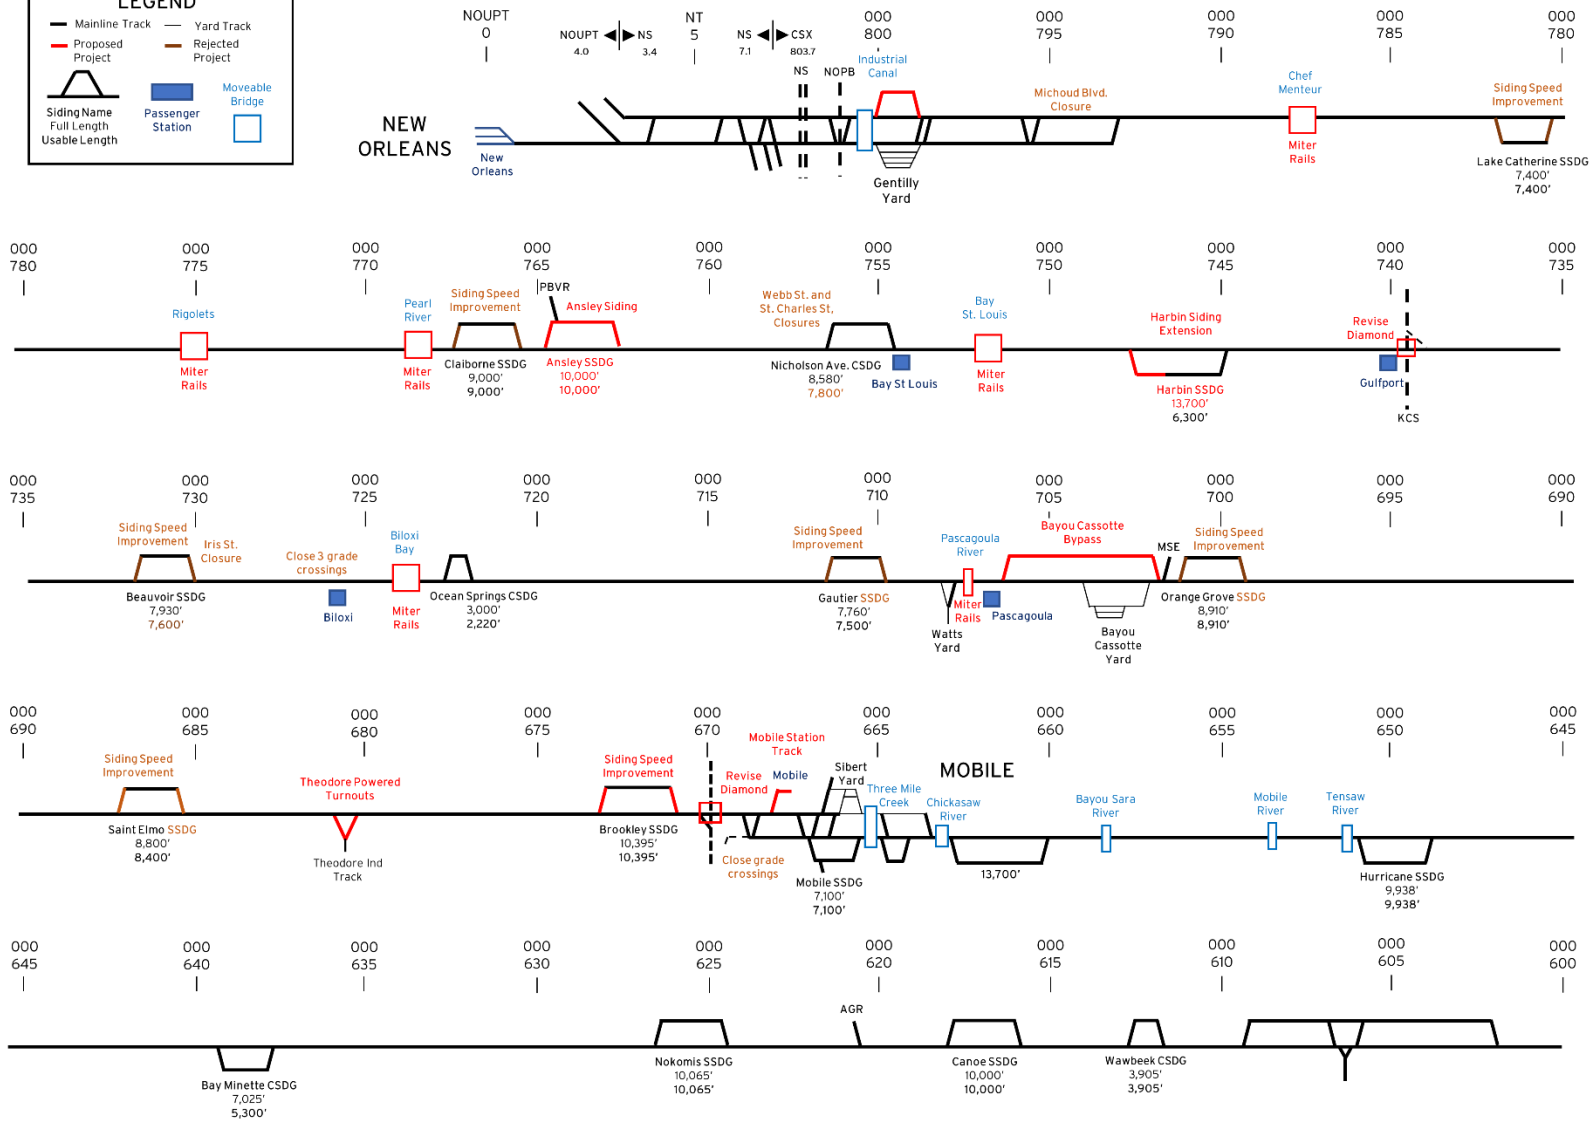 LEGEND
Mainline Track
Yard Track
Proposed
Project
Rejected
Project
Siding Name
Full Length
Usable Length
Passenger
Station
Moveable
Bridge
NOUPT
0
NOUPT
4.0
NS
3.4
NT
5
NS
7.1
CSX
803.7
000
800
000
795
000
790
000
785
000
780
NS
NOPB
Industrial
Canal
Michoud Blvd.
Closure
Chef
Menteur
Siding Speed
Improvement
NEW
ORLEANS
New
Orleans
Gentilly
Yard
Miter
Rails
Lake Catherine SSDG
7,400'
7,400'
000
780
000
775
000
770
000
765
000
760
000
755
000
750
000
745
000
740
000
735
Rigolets
Miter
Rails
Pearl
River
Miter
Rails
Siding Speed
Improvement
Claiborne SSDG
9,000'
9,000'
PBVR
Ansley Siding
Ansley SSDG
10,000'
10,000'
Webb St. and
St. Charles St,
Closures
Nicholson Ave. CSDG
8,580'
7,800'
Bay St Louis
Bay
St. Louis
Miter
Rails
Harbin Siding
Extension
Harbin SSDG
13,700'
6,300'
Revise
Diamond
Gulfport
KCS
000
735
000
730
000
725
000
720
000
715
000
710
000
705
000
700
000
695
000
690
Siding Speed
Improvement
Iris St.
Closure
Beauvoir SSDG
7,930'
7,600'
Close 3 grade
crossings
Biloxi
Biloxi
Bay
Miter
Rails
Ocean Springs CSDG
3,000'
2,220'
Siding Speed
Improvement
Gautier SSDG
7,760'
7,500'
Pascagoula
River
Miter
Rails
Watts
Yard
Pascagoula
Bayou Cassotte
Bypass
Bayou
Cassotte
Yard
MSE
Siding Speed
Improvement
Orange Grove SSDG
8,910'
8,910'
000
690
000
685
000
680
000
675
000
670
000
665
000
660
000
655
000
650
000
645
Siding Speed
Improvement
Saint Elmo SSDG
8,800'
8,400'
Theodore Powered
Turnouts
Theodore Ind
Track
Siding Speed
Improvement
Brookley SSDG
10,395'
10,395'
Revise
Diamond
Mobile Station
Track
Mobile
Close grade
crossings
Sibert
Yard
Mobile SSDG
7,100'
7,100'
Three Mile
Creek
MOBILE
Chickasaw
River
13,700'
Bayou Sara
River
Mobile
River
Tensaw
River
Hurricane SSDG
9,938'
9,938'
000
645
000
640
000
635
000
630
000
625
000
620
000
615
000
610
000
605
000
600
Bay Minette CSDG
7,025'
5,300'
Nokomis SSDG
10,065'
10,065'
AGR
Canoe SSDG
10,000'
10,000'
Wawbeek CSDG
3,905'
3,905'